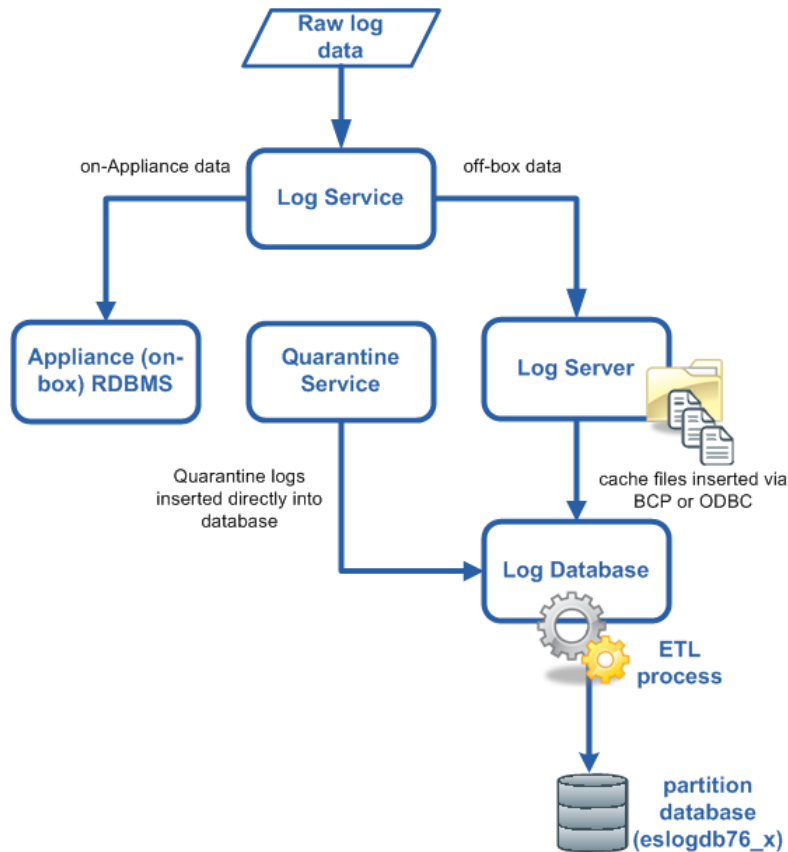 Raw log
data
on-Appliance data
off-box data
Log Service
Appliance (on-
box) RDBMS
Quarantine
Service
Log Server
Quarantine logs
inserted directly into
database
cache files inserted via
BCP or ODBC
Log Database
ETL
process
partition
database
(eslogdb76_x)